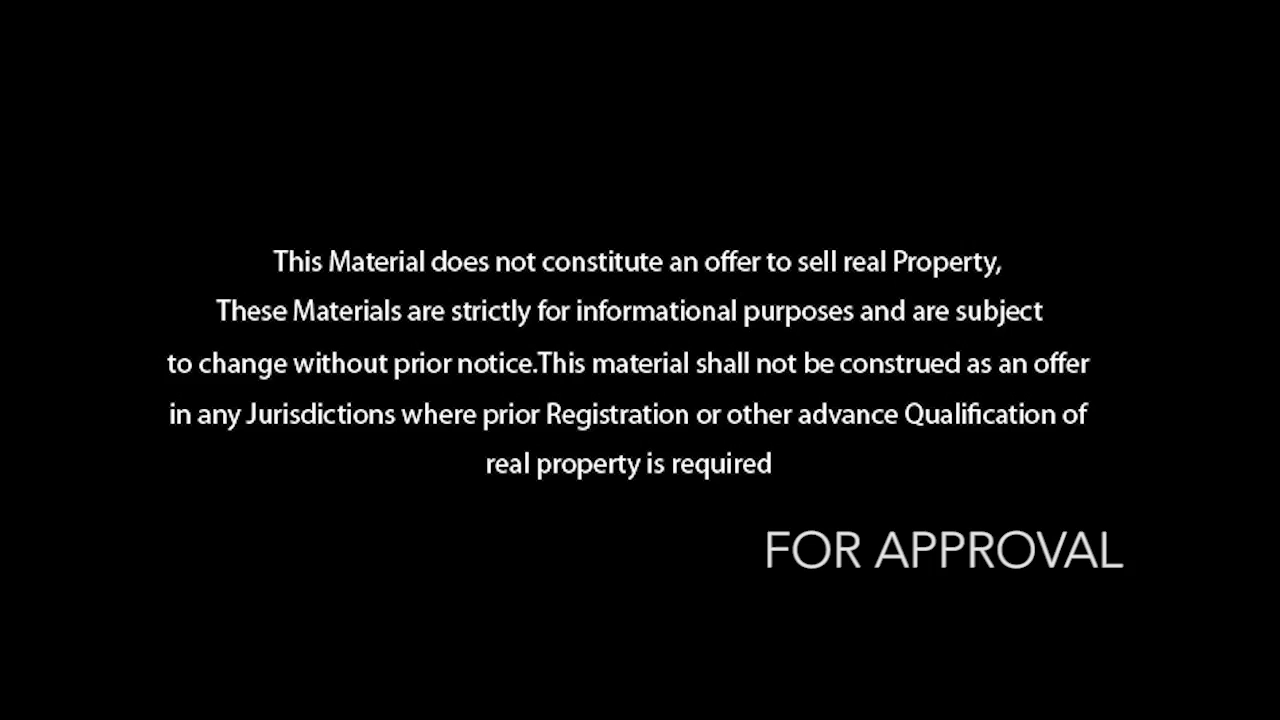 This Material does not constitute an offer to sell real Property,
These Materials are strictly for informational purposes and are subject
to change without prior notice.This material shall not be construed as an offer
in any Jurisdictions where prior Registration or other advance Qualification of
real property is required
FOR APPROVAL